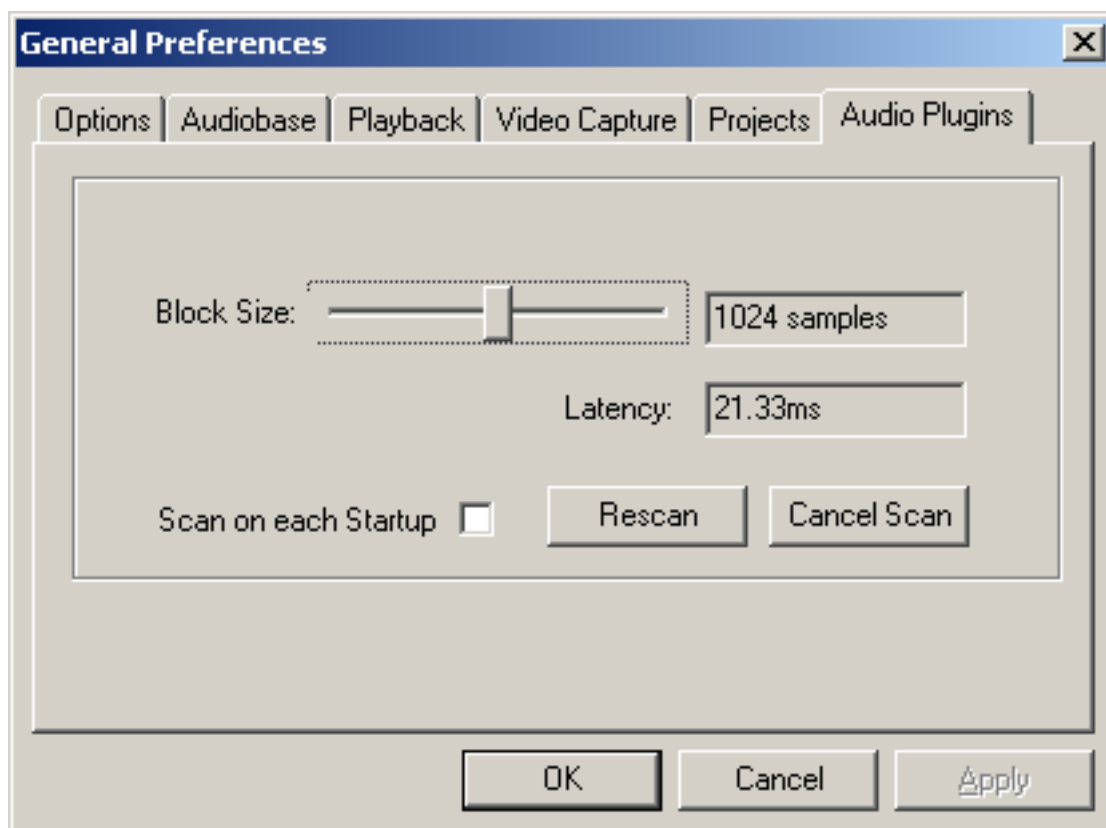 General Preferences
Options Audiobase Playback Video Capture Projects Audio Plugins
Block Size: 1024 samples
Latency: 21.33ms
Scan on each Startup Rescan Cancel Scan
OK Cancel Apply